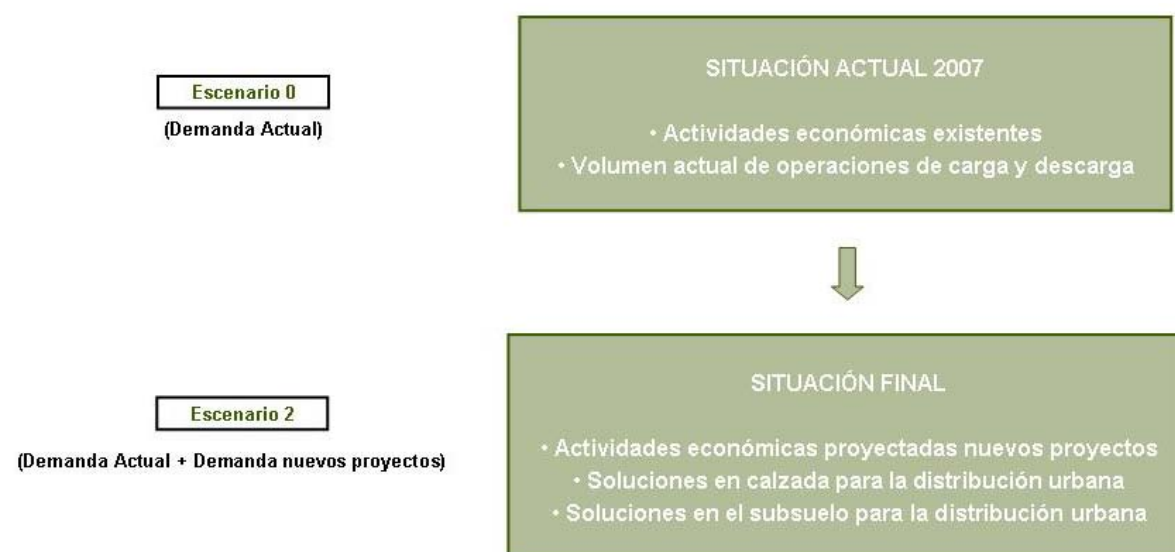 Escenario 0
(Demanda Actual)
SITUACIÓN ACTUAL 2007
• Actividades económicas existentes
• Volumen actual de operaciones de carga y descarga
Escenario 2
(Demanda Actual + Demanda nuevos proyectos)
SITUACIÓN FINAL
• Actividades económicas proyectadas nuevos proyectos
• Soluciones en calzada para la distribución urbana
• Soluciones en el subsuelo para la distribución urbana